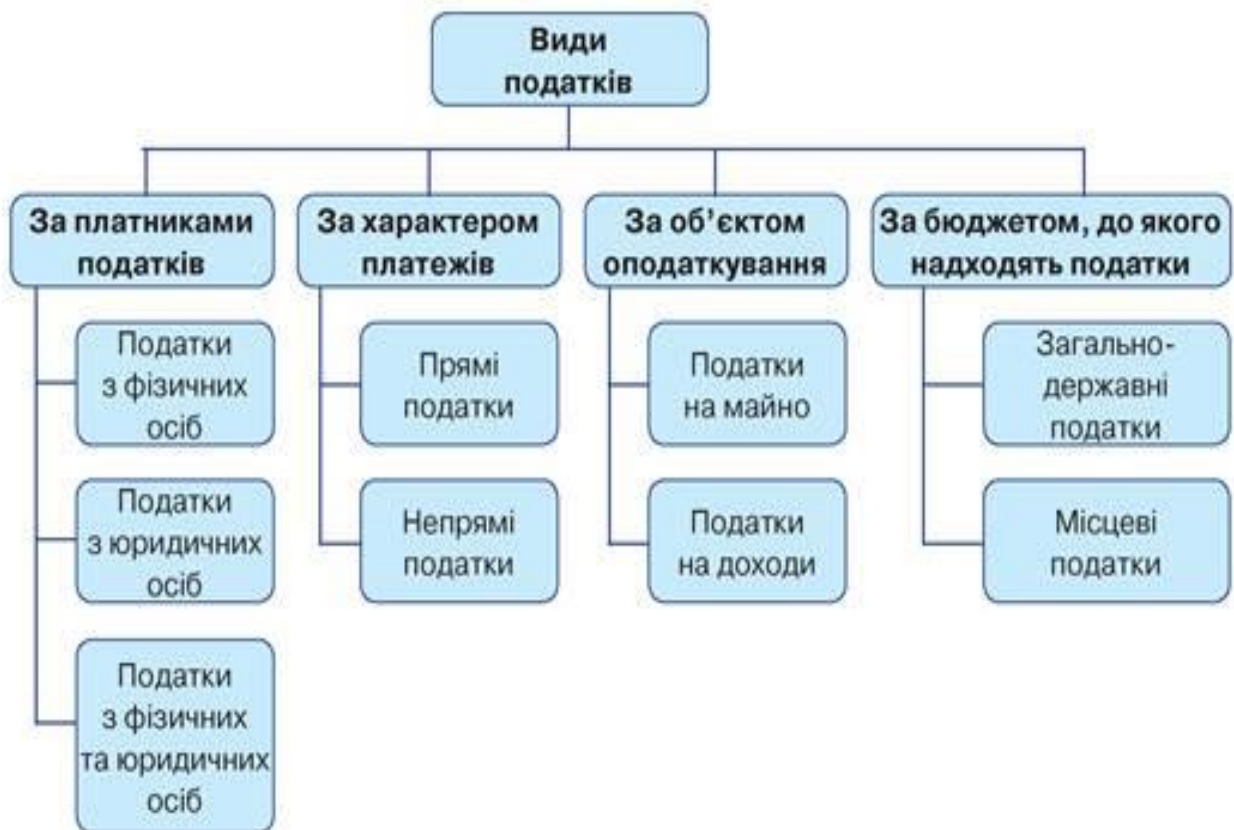 Види
податків
За платниками
податків
За характером
платежів
За об’єктом
оподаткування
За бюджетом, до якого
надходять податки
Податки
з фізичних
осіб
Податки
з юридичних
осіб
Податки
з фізичних
та юридичних
осіб
Прямі
податки
Непрямі
податки
Податки
на майно
Податки
на доходи
Загально-
державні
податки
Місцеві
податки